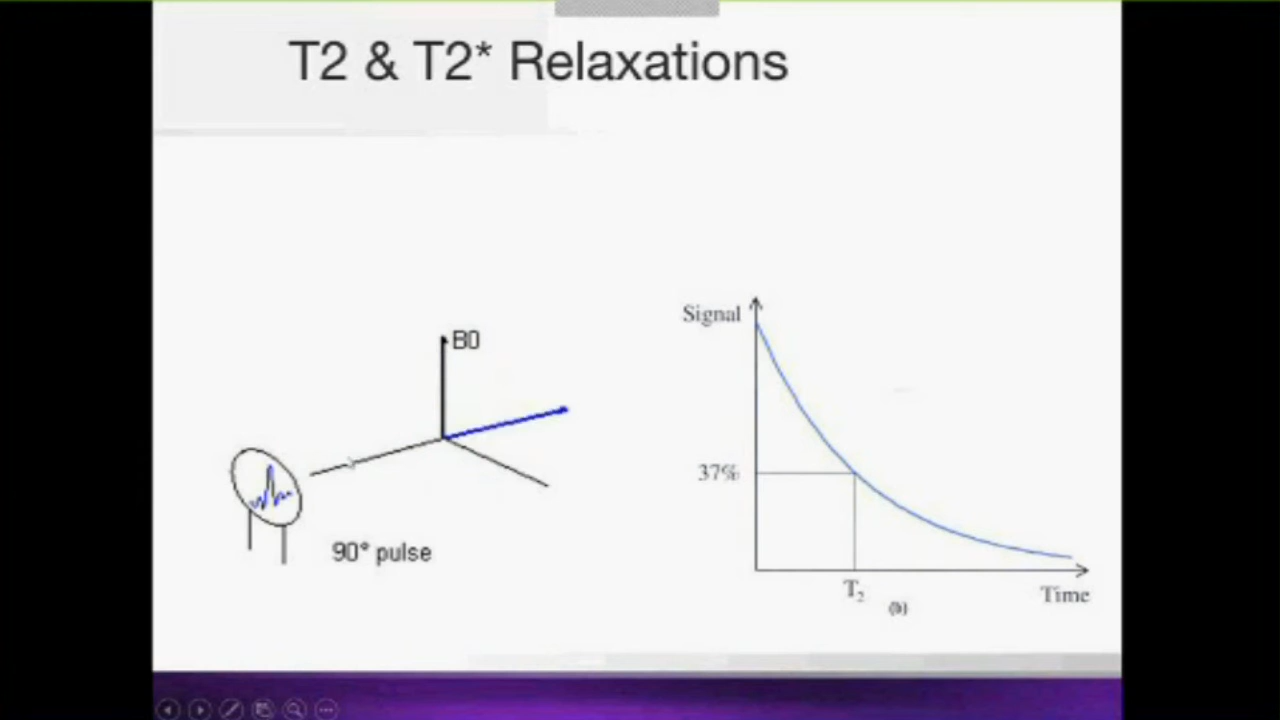 T2 & T2* Relaxations
B0
90° pulse
Signal
37%
T₂
Time
(b)